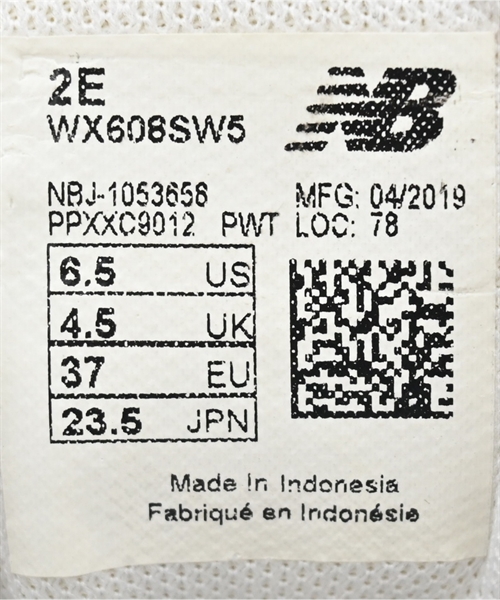 2E
WX608SW5
NB
NBJ-1053658 MFG: 04/2019
PPXXC9012 PWT LOC: 78
6.5 US
4.5 UK
37 EU
23.5 JPN
Made In Indonesia
Fabriqué en Indonésie